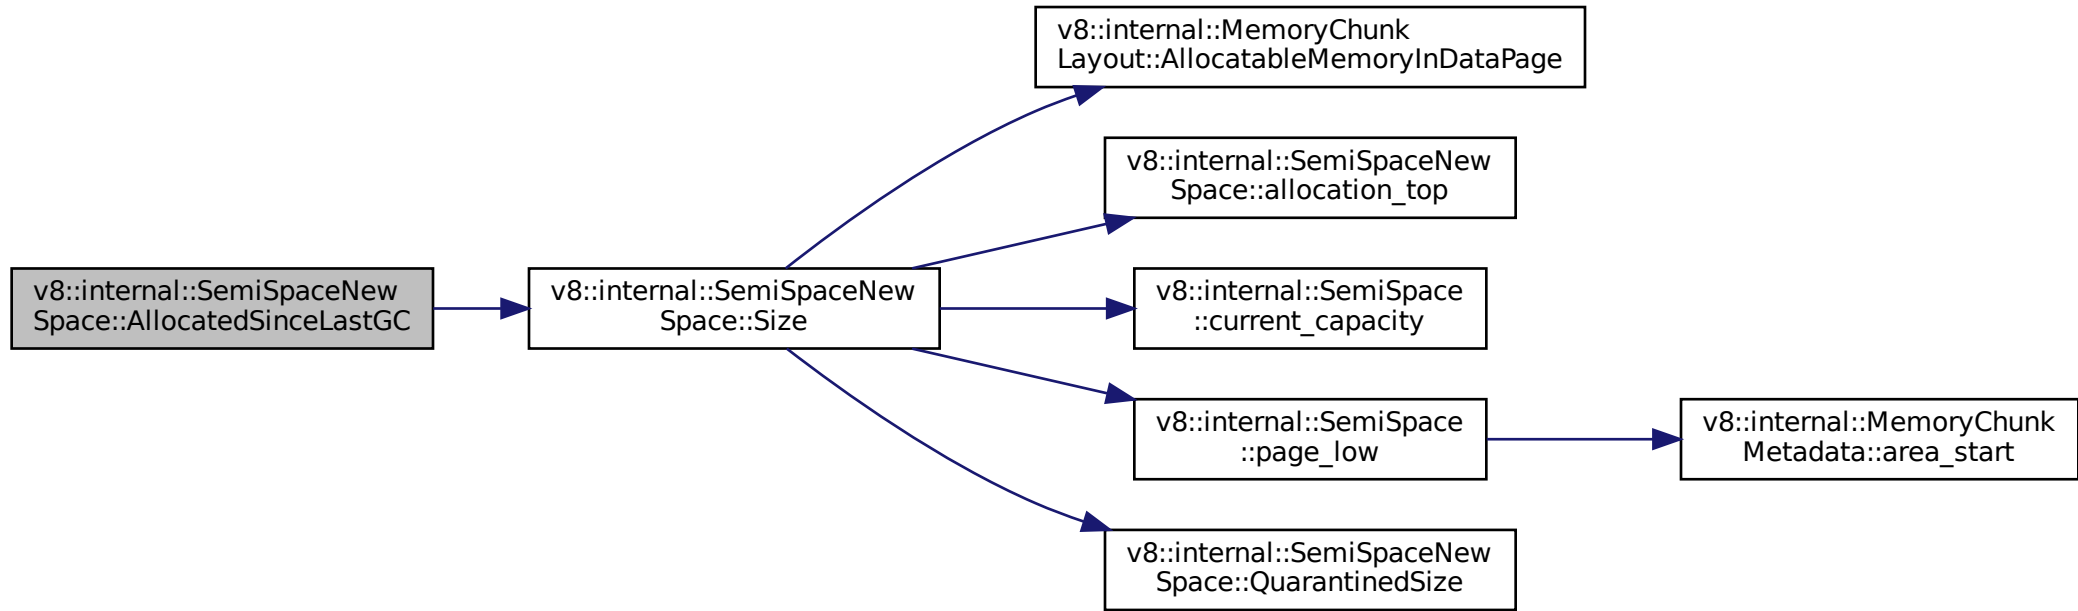 v8::internal::MemoryChunk
Layout::AllocatableMemoryInDataPage
v8::internal::SemiSpaceNew
Space::allocation_top
v8::internal::SemiSpaceNew
Space::AllocatedSinceLastGC
v8::internal::SemiSpaceNew
Space::Size
v8::internal::SemiSpace
::current_capacity
v8::internal::SemiSpace
::page_low
v8::internal::MemoryChunk
Metadata::area_start
v8::internal::SemiSpaceNew
Space::QuarantinedSize